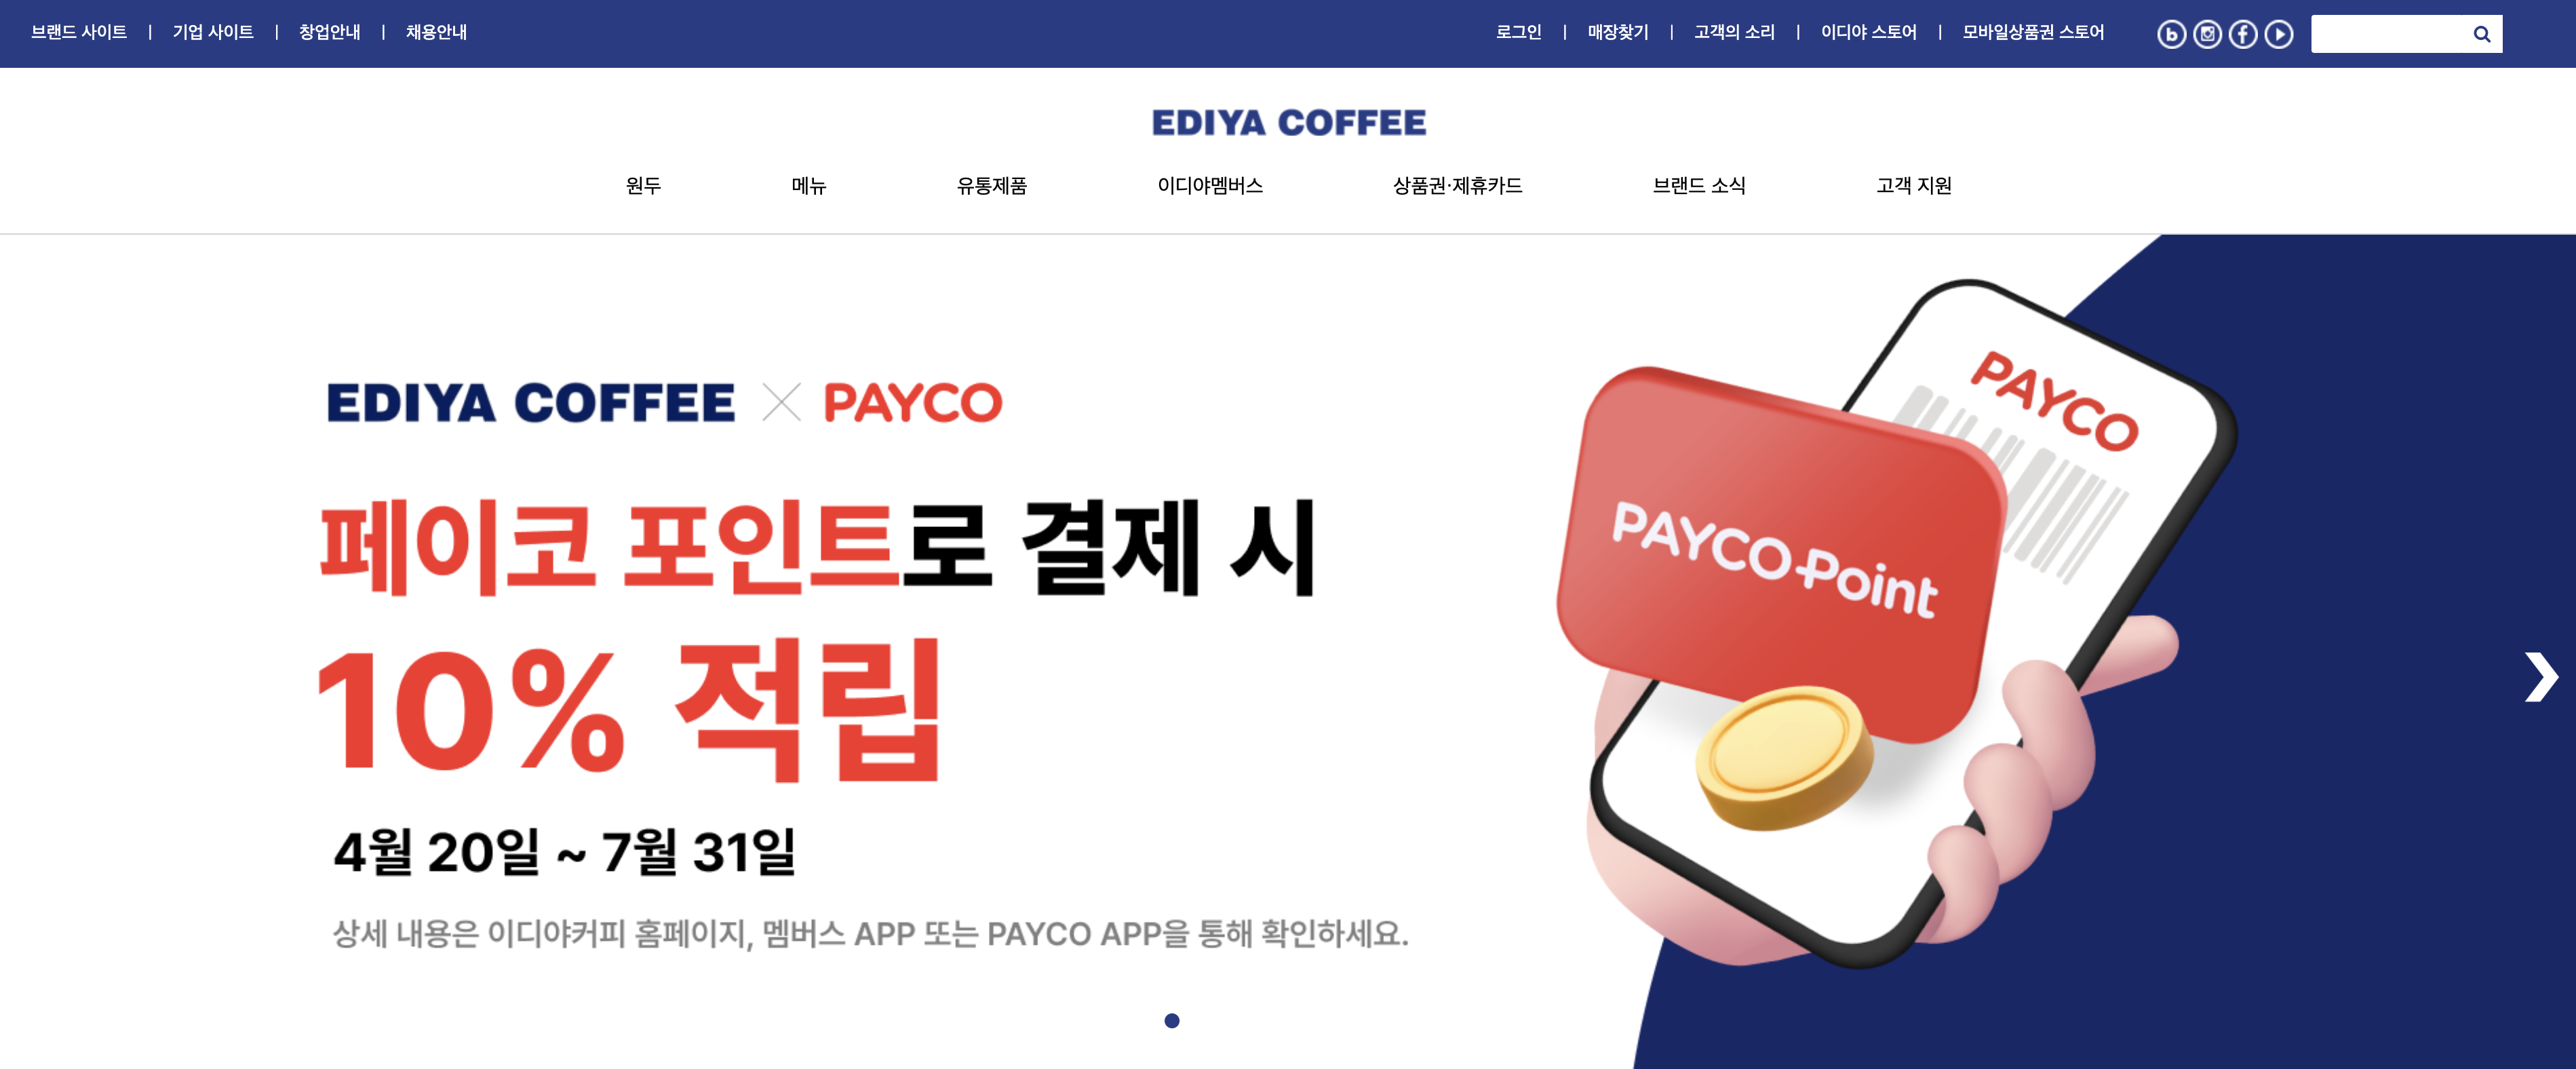 브랜드 사이트 | 기업 사이트 | 창업안내 | 채용안내
로그인 | 매장찾기 | 고객의 소리 | 이디야 스토어 | 모바일상품권 스토어
EDIYA COFFEE
원두 메뉴 유통제품 이디야멤버스 상품권·제휴카드 브랜드 소식 고객 지원
EDIYA COFFEE × PAYCO
페이코 포인트로 결제 시
10% 적립
4월 20일 ~ 7월 31일
상세 내용은 이디야커피 홈페이지, 멤버스 APP 또는 PAYCO APP을 통해 확인하세요.
PAYCO
PAYCO Point